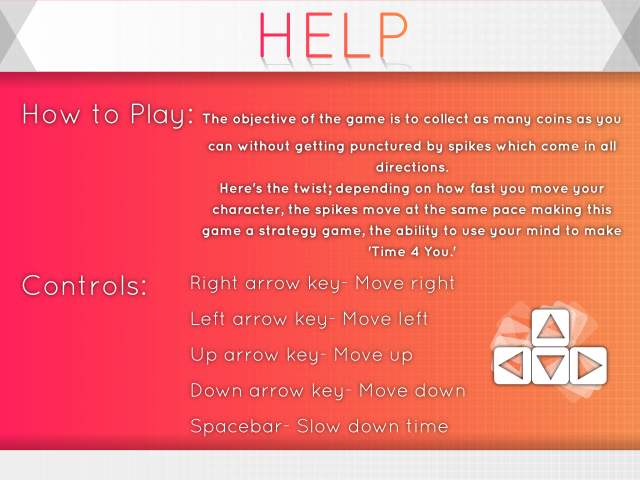 HELP
How to Play: The objective of the game is to collect as many coins as you
can without getting punctured by spikes which come in all
directions.
Here's the twist; depending on how fast you move your
character, the spikes move at the same pace making this
game a strategy game, the ability to use your mind to make
'Time 4 You.'
Controls: Right arrow key- Move right
Left arrow key- Move left
Up arrow key- Move up
Down arrow key- Move down
Spacebar- Slow down time